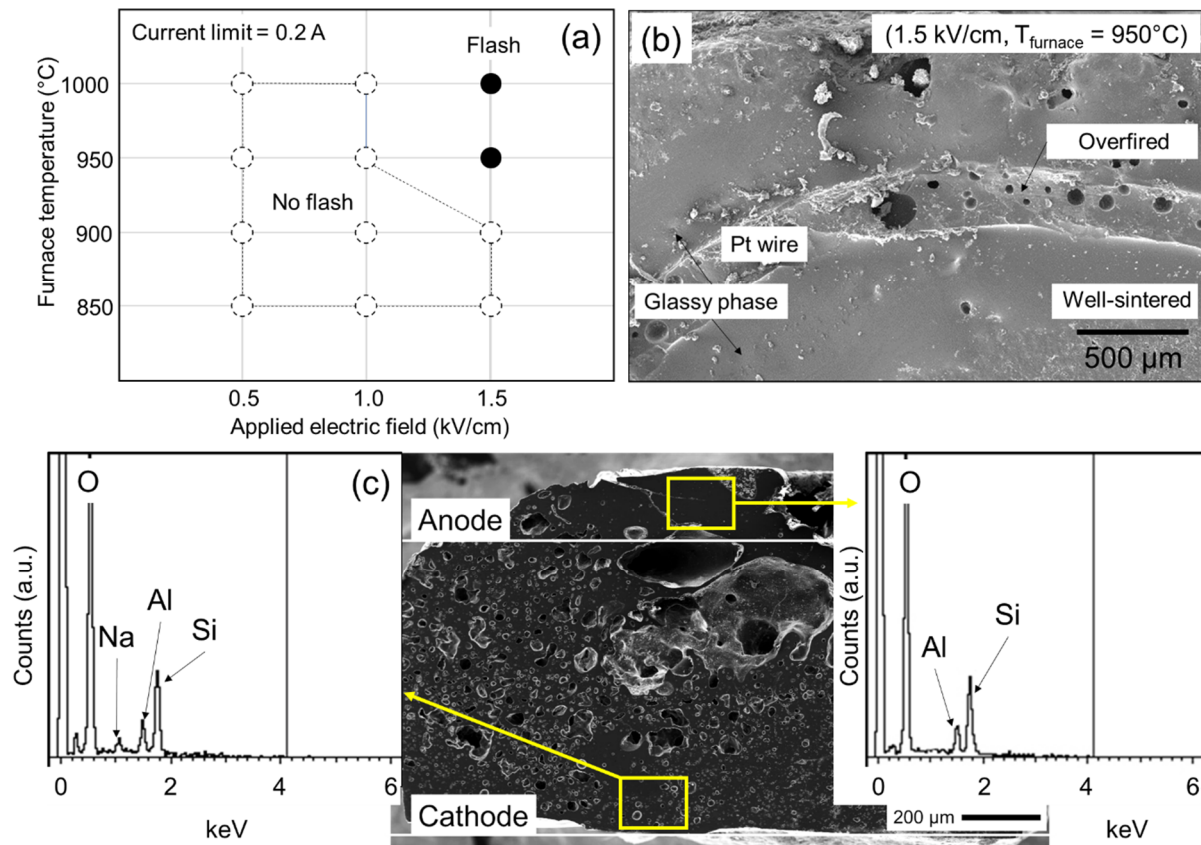 Current limit = 0.2 A
(a)
Flash
No flash
Furnace temperature (°C)
1000
950
900
850
0.5
1.0
1.5
Applied electric field (kV/cm)
(b)
(1.5 kV/cm, Tfurnace = 950°C)
Overfired
Pt wire
Glassy phase
Well-sintered
500 µm
(c)
O
Na
Al
Si
Counts (a.u.)
0
2
4
6
keV
Anode
Cathode
200 µm
O
Al
Si
Counts (a.u.)
0
2
4
6
keV